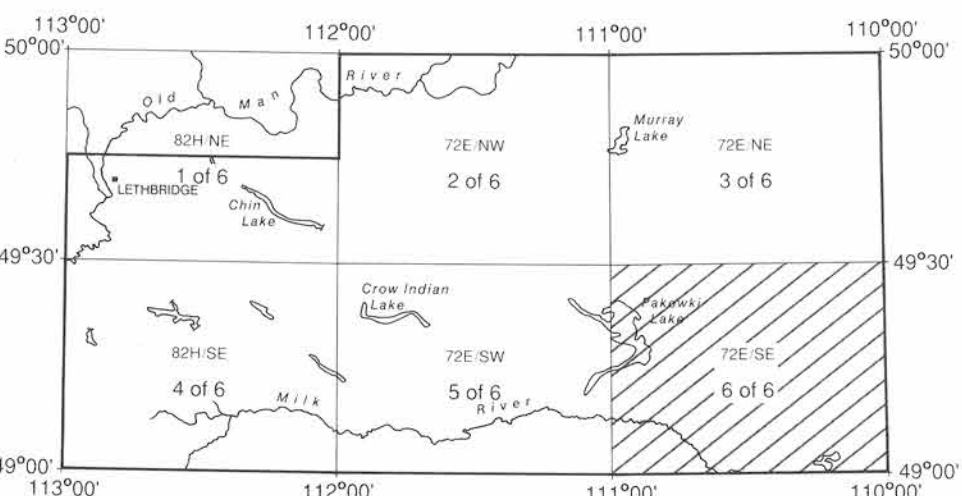 113°00'
112°00'
111°00'
110°00'
50°00'
50°00'
River
Old Man
Murray
Lake
82H/NE
72E/NW
72E/NE
1 of 6
2 of 6
3 of 6
LETHBRIDGE
Chin
Lake
49°30'
49°30'
Crow Indian
Lake
Pakowki
Lake
82H/SE
72E/SW
72E/SE
4 of 6
5 of 6
6 of 6
Milk River
49°00'
49°00'
113°00'
112°00'
111°00'
110°00'